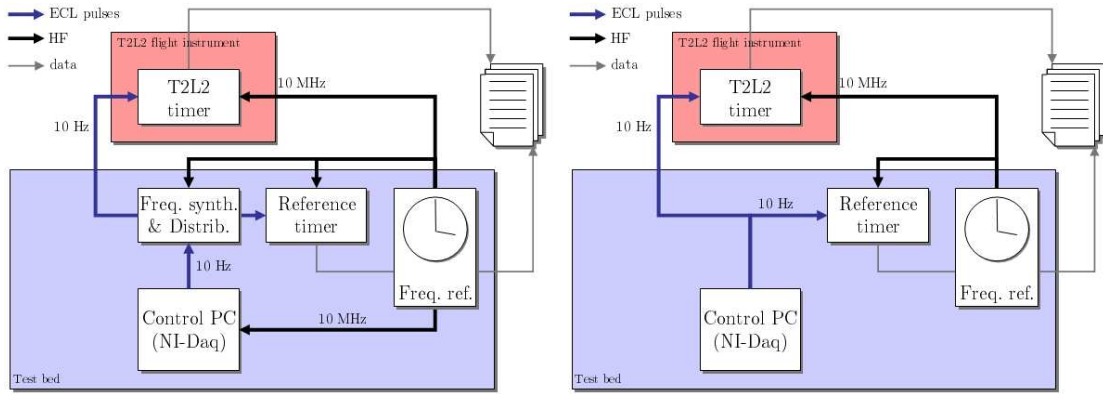 ECL pulses
HF
data
T2L2 flight instrument
T2L2
timer
10 MHz
10 Hz
Freq. synth.
& Distrib.
Reference
timer
10 Hz
Freq. ref.
Control PC
(NI-Daq)
10 MHz
Test bed
ECL pulses
HF
data
T2L2 flight instrument
T2L2
timer
10 MHz
10 Hz
10 Hz
Reference
timer
Freq. ref.
Control PC
(NI-Daq)
Test bed